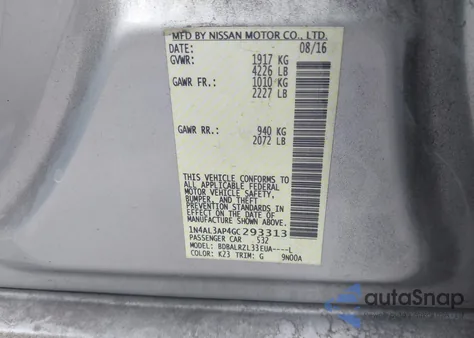 MFD BY NISSAN MOTOR CO., LTD.
DATE: 08/16
GVWR: 1917 KG
4226 LB
GAWR FR.: 1010 KG
2227 LB
GAWR RR.: 940 KG
2072 LB
THIS VEHICLE CONFORMS TO
ALL APPLICABLE FEDERAL
MOTOR VEHICLE SAFETY,
BUMPER, AND THEFT
PREVENTION STANDARDS IN
EFFECT ON THE DATE OF
MANUFACTURE SHOWN ABOVE.
1N4AL3AP4GC293313
PASSENGER CAR S32
MODEL: BDBALRZL33EUA----L
COLOR: K23 TRIM: G 9N00A
autoSnap